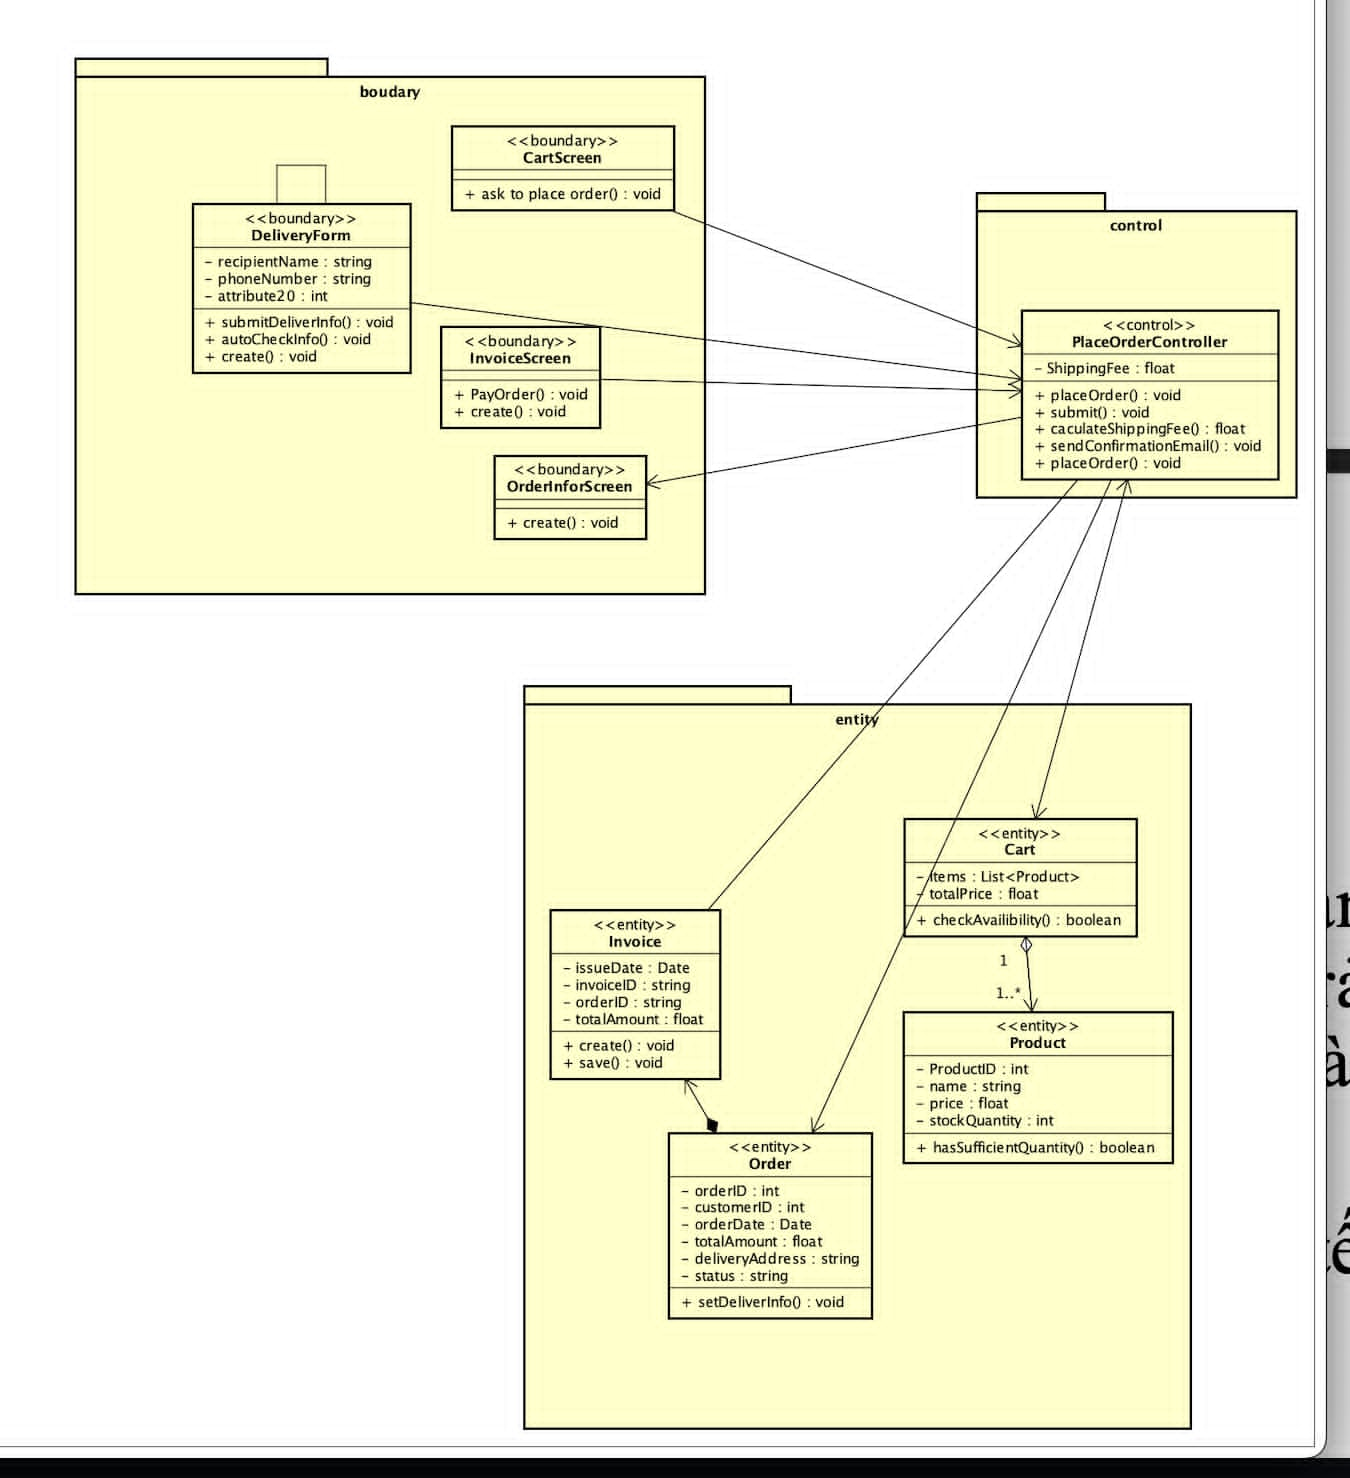 boudary
<<boundary>>
CartScreen
+ ask to place order() : void
<<boundary>>
DeliveryForm
- recipientName : string
- phoneNumber : string
- attribute20 : int
+ submitDeliverInfo() : void
+ autoCheckInfo() : void
+ create() : void
<<boundary>>
InvoiceScreen
+ PayOrder() : void
+ create() : void
<<boundary>>
OrderInforScreen
+ create() : void
control
<<control>>
PlaceOrderController
- ShippingFee : float
+ placeOrder() : void
+ submit() : void
+ caculateShippingFee() : float
+ sendConfirmationEmail() : void
+ placeOrder() : void
entity
<<entity>>
Cart
- items : List<Product>
- totalPrice : float
+ checkAvailibility() : boolean
1
1..*
<<entity>>
Invoice
- issueDate : Date
- invoiceID : string
- orderID : string
- totalAmount : float
+ create() : void
+ save() : void
<<entity>>
Product
- ProductID : int
- name : string
- price : float
- stockQuantity : int
+ hasSufficientQuantity() : boolean
<<entity>>
Order
- orderID : int
- customerID : int
- orderDate : Date
- totalAmount : float
- deliveryAddress : string
- status : string
+ setDeliverInfo() : void